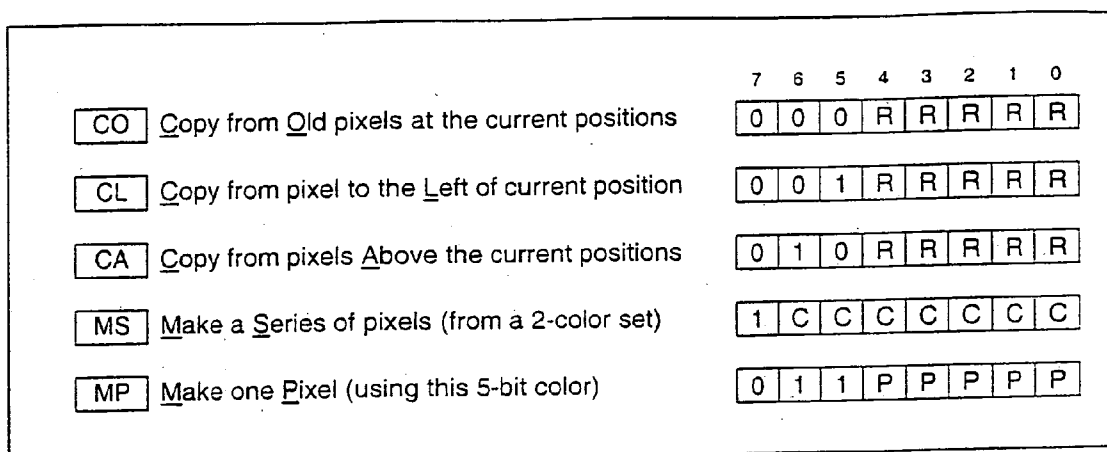 7 6 5 4 3 2 1 0
CO Copy from Old pixels at the current positions 0 0 0 R R R R R
CL Copy from pixel to the Left of current position 0 0 1 R R R R R
CA Copy from pixels Above the current positions 0 1 0 R R R R R
MS Make a Series of pixels (from a 2-color set) 1 C C C C C C C
MP Make one Pixel (using this 5-bit color) 0 1 1 P P P P P